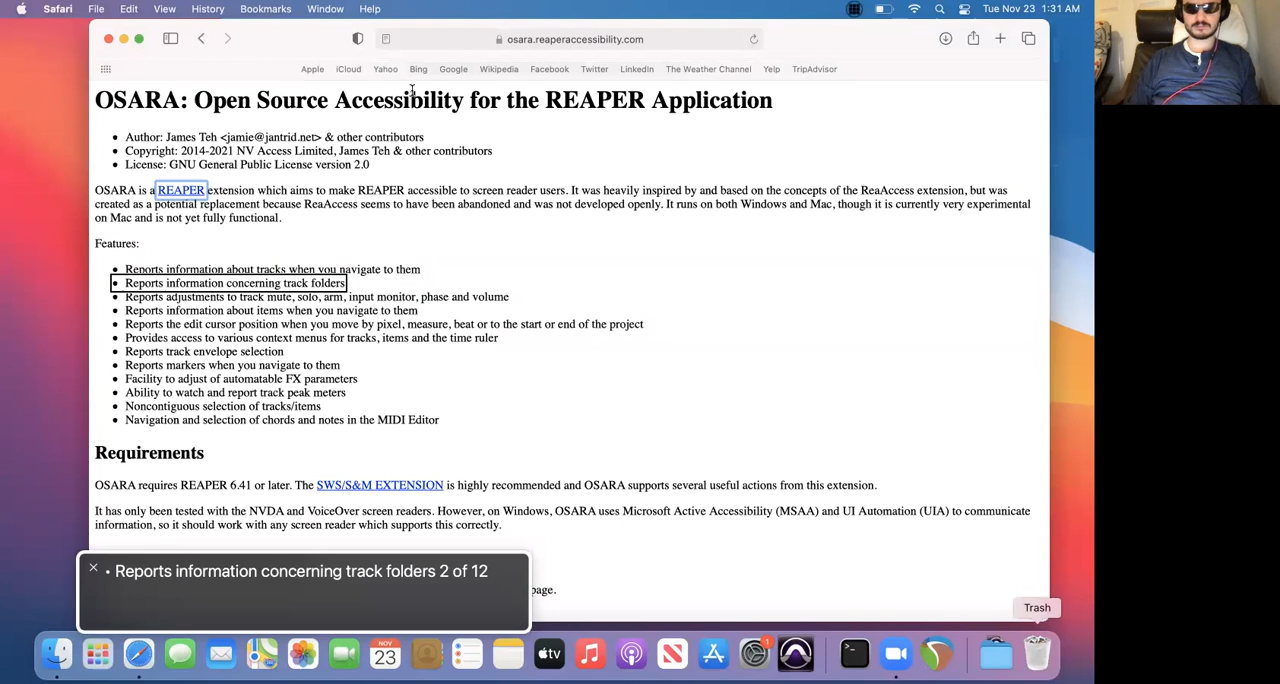 Safari File Edit View History Bookmarks Window Help
Tue Nov 23 1:31 AM
osara.reaperaccessibility.com
Apple iCloud Yahoo Bing Google Wikipedia Facebook Twitter LinkedIn The Weather Channel Yelp TripAdvisor
OSARA: Open Source Accessibility for the REAPER Application
• Author: James Teh <jamie@jantrid.net> & other contributors
• Copyright: 2014-2021 NV Access Limited, James Teh & other contributors
• License: GNU General Public License version 2.0
OSARA is a REAPER extension which aims to make REAPER accessible to screen reader users. It was heavily inspired by and based on the concepts of the ReaAccess extension, but was
created as a potential replacement because ReaAccess seems to have been abandoned and was not developed openly. It runs on both Windows and Mac, though it is currently very experimental
on Mac and is not yet fully functional.
Features:
• Reports information about tracks when you navigate to them
• Reports information concerning track folders
• Reports adjustments to track mute, solo, arm, input monitor, phase and volume
• Reports information about items when you navigate to them
• Reports the edit cursor position when you move by pixel, measure, beat or to the start or end of the project
• Provides access to various context menus for tracks, items and the time ruler
• Reports track envelope selection
• Reports markers when you navigate to them
• Facility to adjust of automatable FX parameters
• Ability to watch and report track peak meters
• Noncontiguous selection of tracks/items
• Navigation and selection of chords and notes in the MIDI Editor
Requirements
OSARA requires REAPER 6.41 or later. The SWS/S&M EXTENSION is highly recommended and OSARA supports several useful actions from this extension.
It has only been tested with the NVDA and VoiceOver screen readers. However, on Windows, OSARA uses Microsoft Active Accessibility (MSAA) and UI Automation (UIA) to communicate
information, so it should work with any screen reader which supports this correctly.
• Reports information concerning track folders 2 of 12
page.
Trash
NOV
23
tv
1